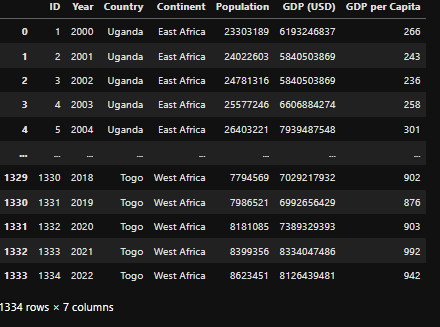 ID Year Country Continent Population GDP (USD) GDP per Capita
0 1 2000 Uganda East Africa 23303189 6193246837 266
1 2 2001 Uganda East Africa 24022603 5840503869 243
2 3 2002 Uganda East Africa 24781316 5840503869 236
3 4 2003 Uganda East Africa 25577246 6606884274 258
4 5 2004 Uganda East Africa 26403221 7939487548 301
... ... ... ... ... ... ... ...
1329 1330 2018 Togo West Africa 7794569 7029217932 902
1330 1331 2019 Togo West Africa 7986521 6992656429 876
1331 1332 2020 Togo West Africa 8181085 7389329393 903
1332 1333 2021 Togo West Africa 8399356 8334047486 992
1333 1334 2022 Togo West Africa 8623451 8126439481 942
1334 rows × 7 columns